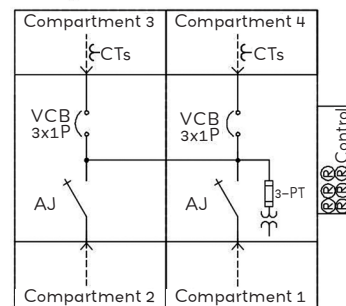 Compartment 3
Compartment 4
CTs
CTs
VCB
3x1P
VCB
3x1P
AJ
AJ
3-PT
Control
R R R
R R R
Compartment 2
Compartment 1